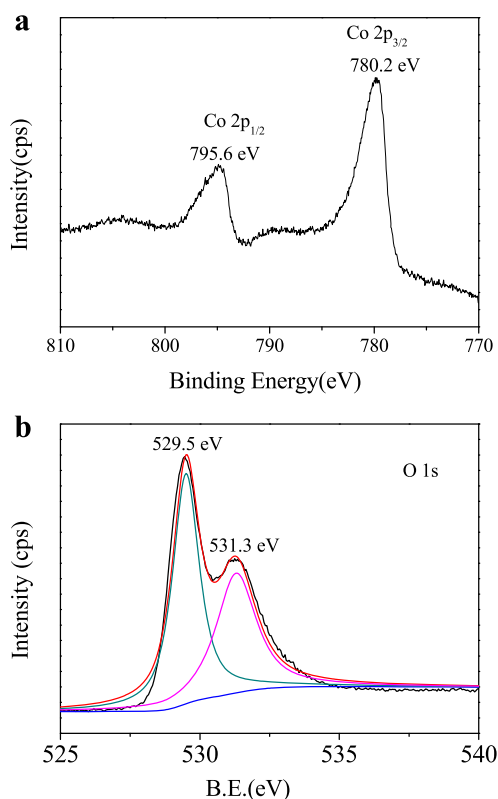 a
Co 2p3/2
780.2 eV
Co 2p1/2
795.6 eV
Intensity(cps)
810 800 790 780 770
Binding Energy(eV)
b
529.5 eV
O 1s
531.3 eV
Intensity (cps)
525 530 535 540
B.E.(eV)